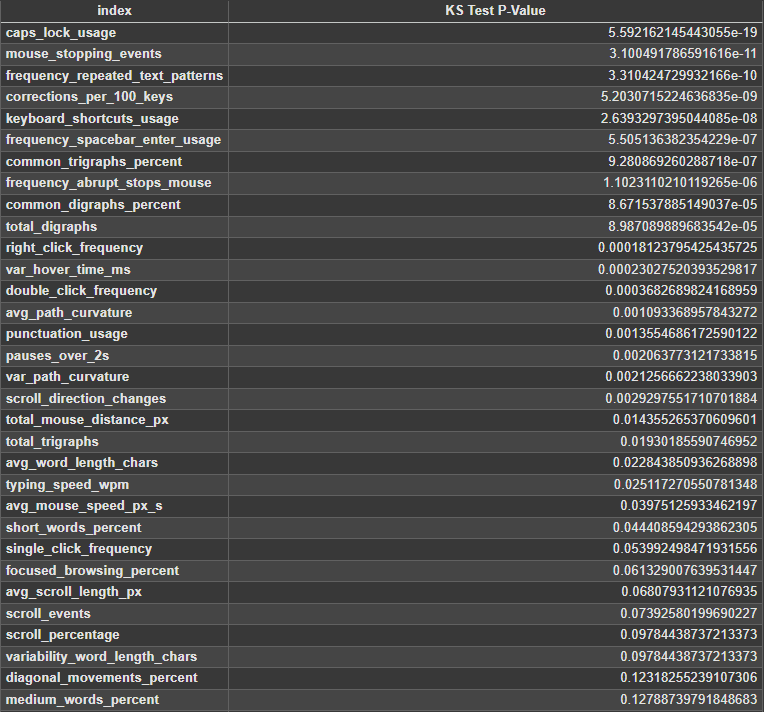 index KS Test P-Value
caps_lock_usage 5.592162145443055e-19
mouse_stopping_events 3.100491786591616e-11
frequency_repeated_text_patterns 3.310424729932166e-10
corrections_per_100_keys 5.2030715224636835e-09
keyboard_shortcuts_usage 2.6393297395044085e-08
frequency_spacebar_enter_usage 5.505136382354229e-07
common_trigraphs_percent 9.280869260288718e-07
frequency_abrupt_stops_mouse 1.1023110210119265e-06
common_digraphs_percent 8.671537885149037e-05
total_digraphs 8.987089889683542e-05
right_click_frequency 0.00018123795425435725
var_hover_time_ms 0.00023027520393529817
double_click_frequency 0.0003682689824168959
avg_path_curvature 0.001093368957843272
punctuation_usage 0.0013554686172590122
pauses_over_2s 0.002063773121733815
var_path_curvature 0.0021256662238033903
scroll_direction_changes 0.0029297551710701884
total_mouse_distance_px 0.014355265370609601
total_trigraphs 0.01930185590746952
avg_word_length_chars 0.022843850936268898
typing_speed_wpm 0.025117270550781348
avg_mouse_speed_px_s 0.03975125933462197
short_words_percent 0.044408594293862305
single_click_frequency 0.053992498471931556
focused_browsing_percent 0.061329007639531447
avg_scroll_length_px 0.06807931121076935
scroll_events 0.07392580199690227
scroll_percentage 0.09784438737213373
variability_word_length_chars 0.09784438737213373
diagonal_movements_percent 0.12318255239107306
medium_words_percent 0.12788739791848683